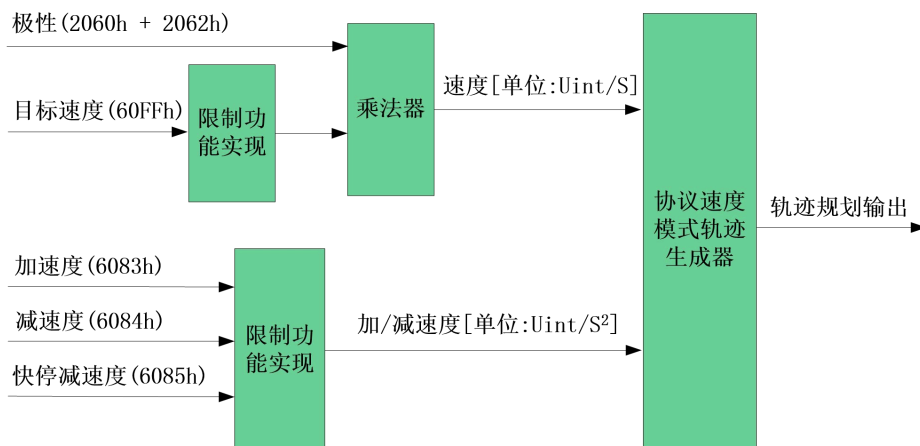 极性(2060h + 2062h)
目标速度(60FFh)
限制功
能实现
乘法器
速度[单位:Uint/S]
协议速度
模式轨迹
生成器
轨迹规划输出
加速度(6083h)
减速度(6084h)
快停减速度(6085h)
限制功
能实现
加/减速度[单位:Uint/S²]